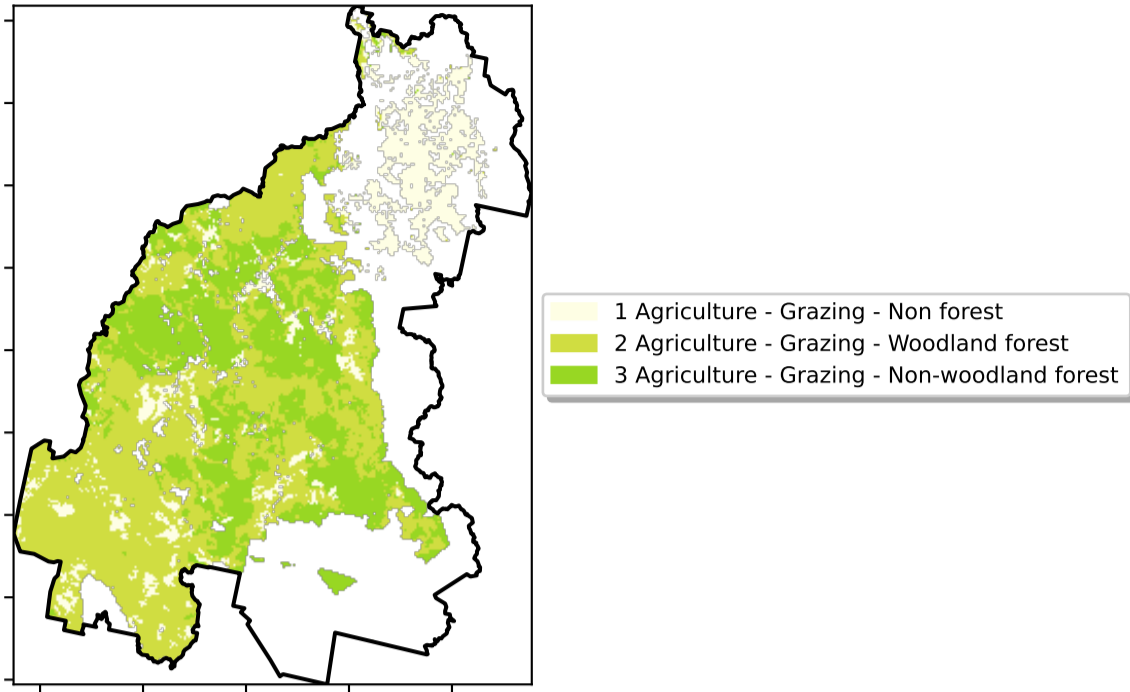 1 Agriculture - Grazing - Non forest
2 Agriculture - Grazing - Woodland forest
3 Agriculture - Grazing - Non-woodland forest